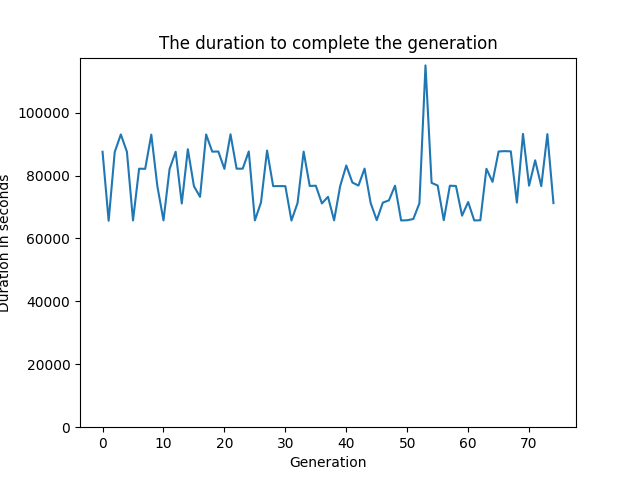 The duration to complete the generation
100000
80000
60000
40000
20000
0
Duration in seconds
0 10 20 30 40 50 60 70
Generation